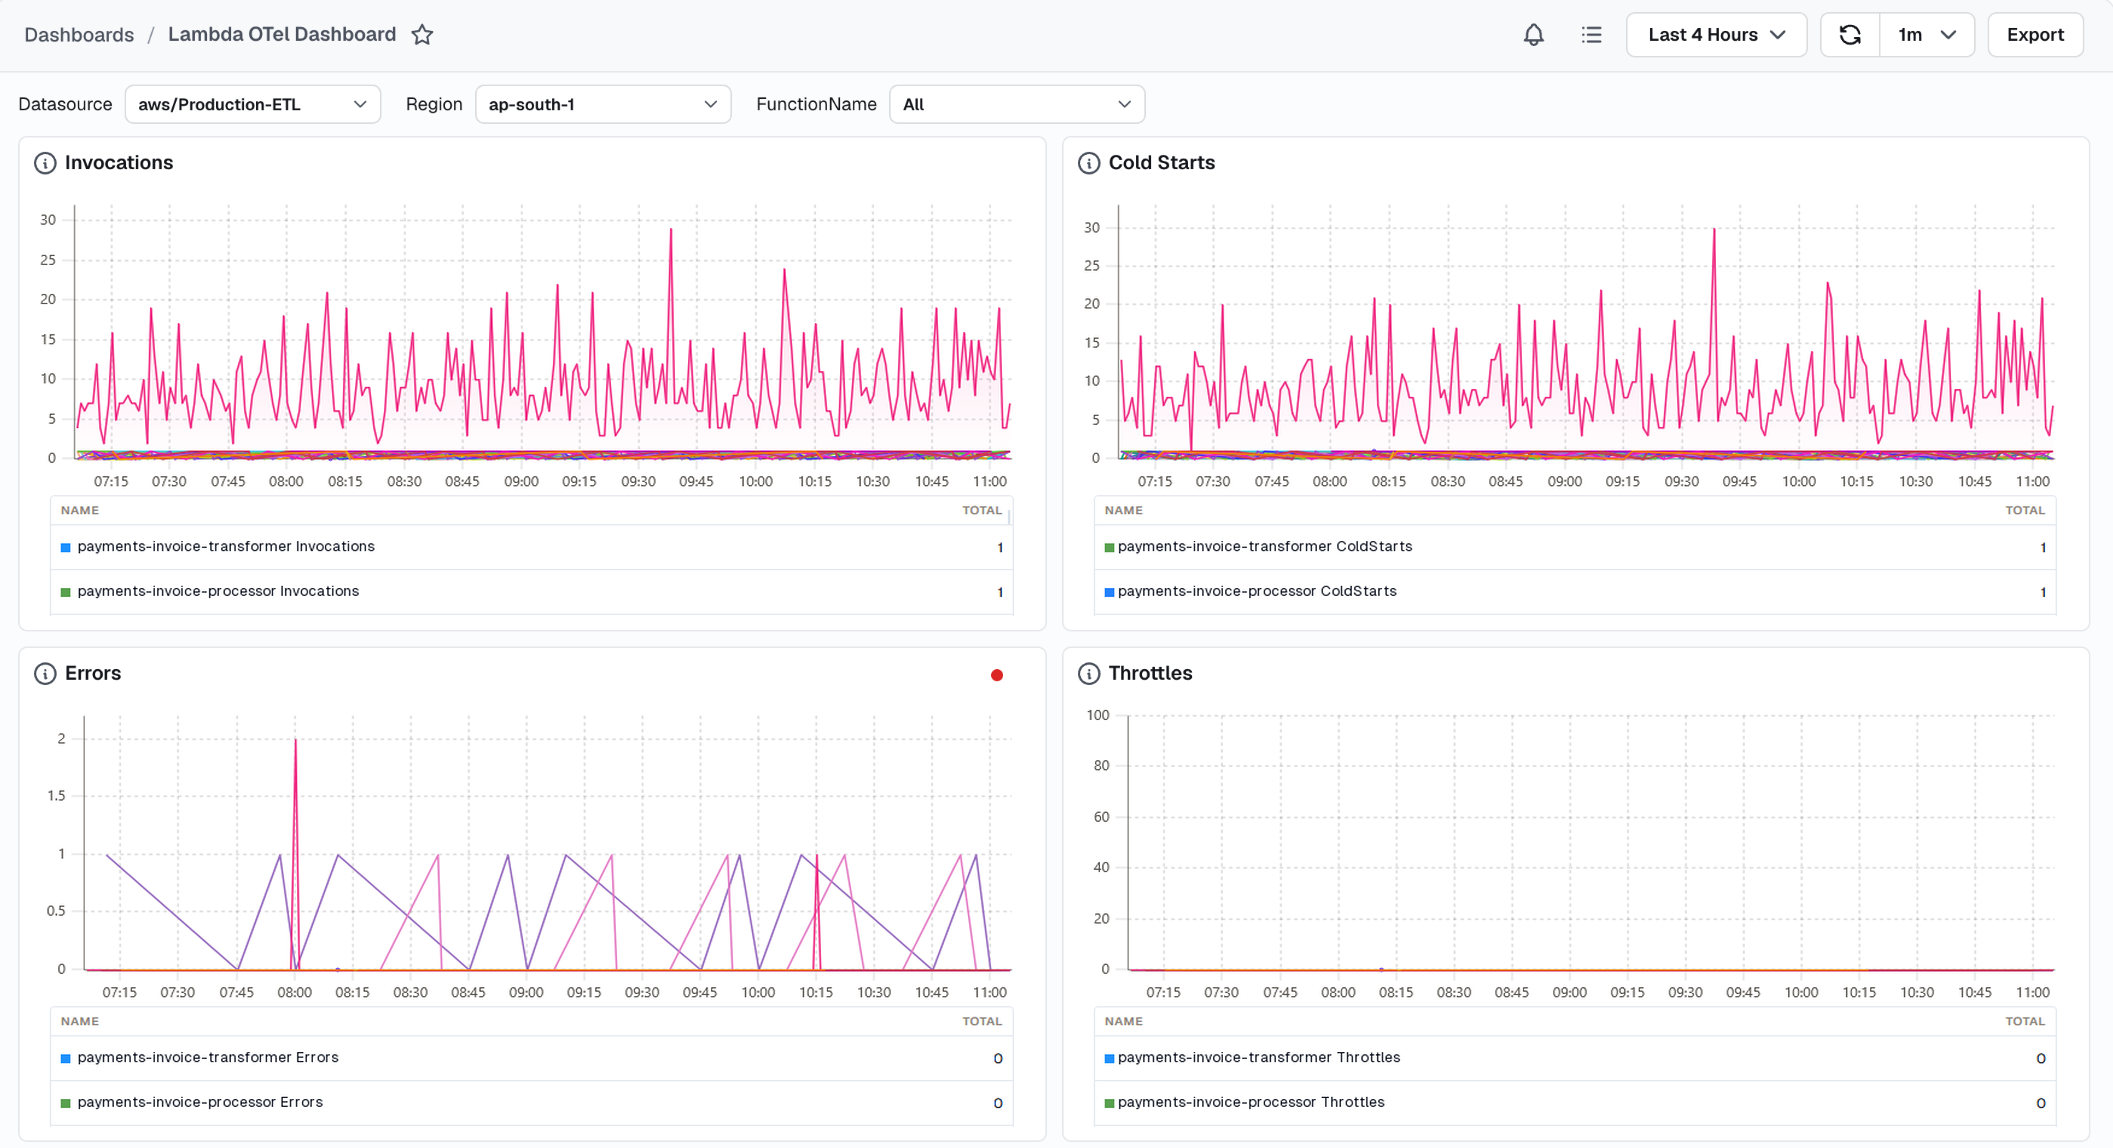 Dashboards / Lambda OTel Dashboard
Last 4 Hours
1m
Export
Datasource aws/Production-ETL Region ap-south-1 FunctionName All
Invocations
30
25
20
15
10
5
0
07:15 07:30 07:45 08:00 08:15 08:30 08:45 09:00 09:15 09:30 09:45 10:00 10:15 10:30 10:45 11:00
NAME TOTAL
payments-invoice-transformer Invocations 1
payments-invoice-processor Invocations 1
Cold Starts
30
25
20
15
10
5
0
07:15 07:30 07:45 08:00 08:15 08:30 08:45 09:00 09:15 09:30 09:45 10:00 10:15 10:30 10:45 11:00
NAME TOTAL
payments-invoice-transformer ColdStarts 1
payments-invoice-processor ColdStarts 1
Errors
2
1.5
1
0.5
0
07:15 07:30 07:45 08:00 08:15 08:30 08:45 09:00 09:15 09:30 09:45 10:00 10:15 10:30 10:45 11:00
NAME TOTAL
payments-invoice-transformer Errors 0
payments-invoice-processor Errors 0
Throttles
100
80
60
40
20
0
07:15 07:30 07:45 08:00 08:15 08:30 08:45 09:00 09:15 09:30 09:45 10:00 10:15 10:30 10:45 11:00
NAME TOTAL
payments-invoice-transformer Throttles 0
payments-invoice-processor Throttles 0